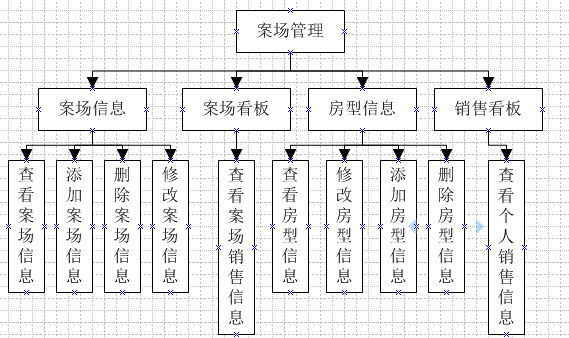 案场管理
案场信息
案场看板
房型信息
销售看板
查看案场信息
添加案场信息
删除案场信息
修改案场信息
查看案场销售信息
查看房型信息
修改房型信息
添加房型信息
删除房型信息
查看个人销售信息